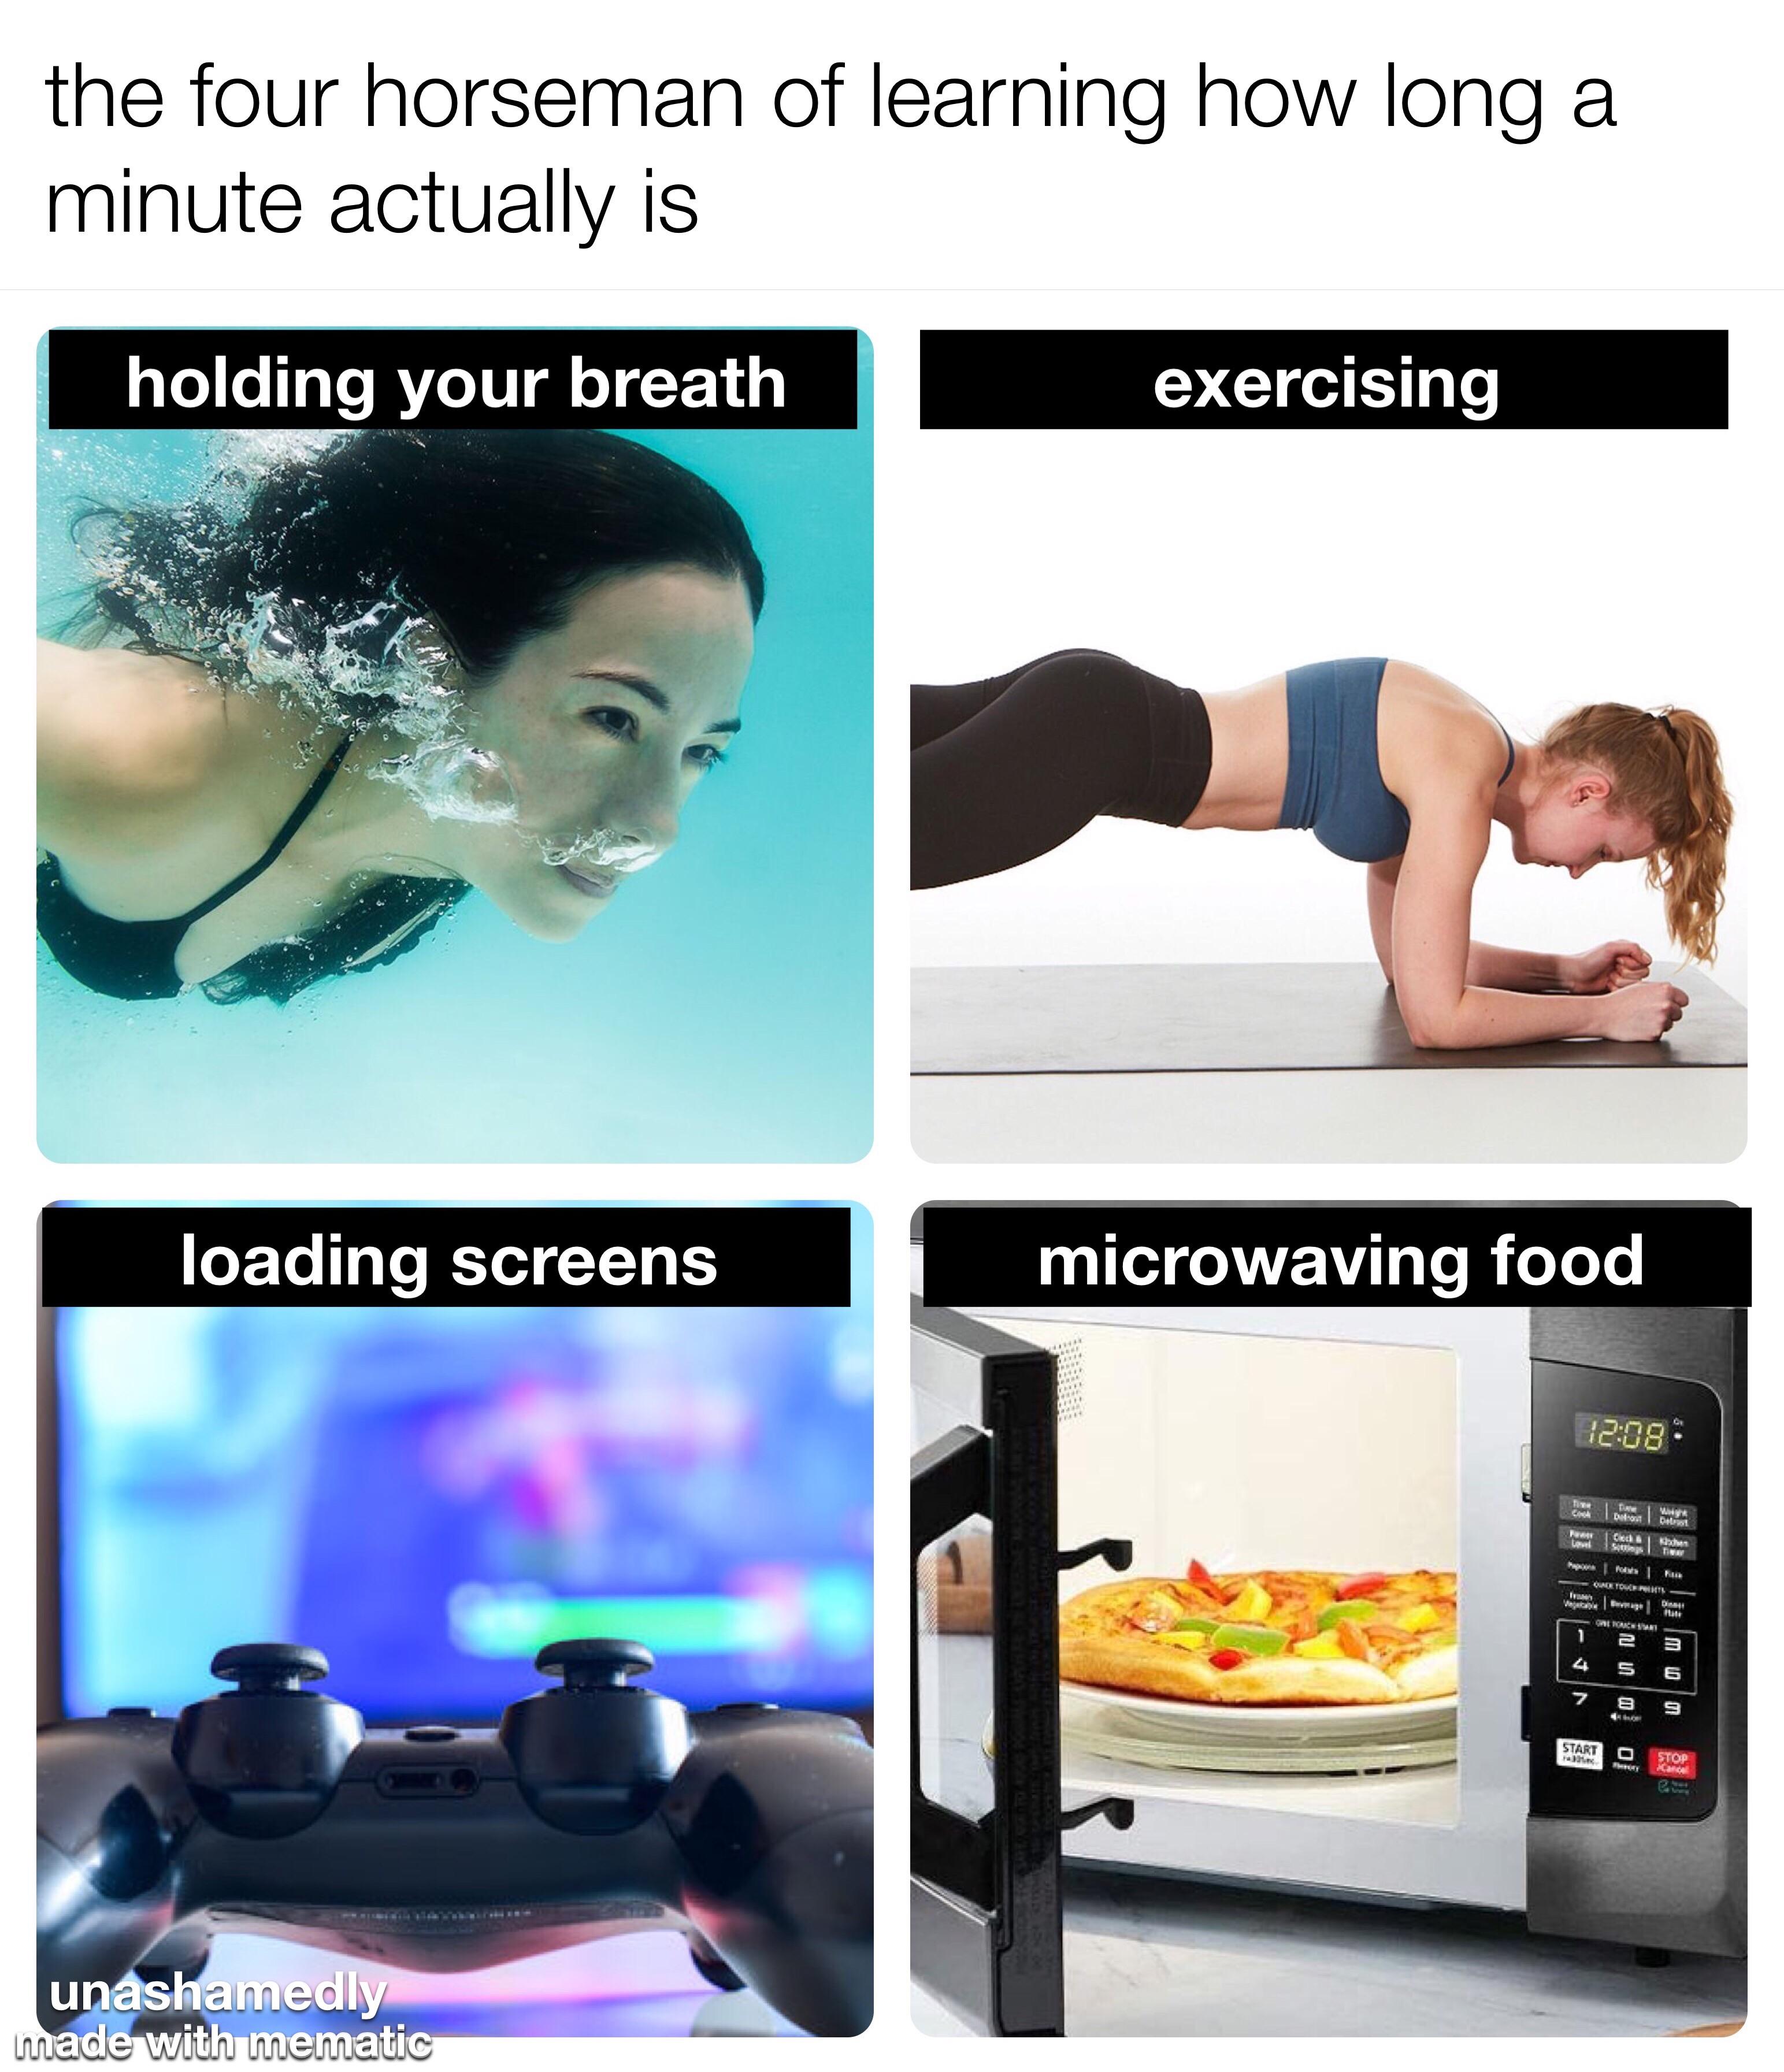 the four horseman of learning how long a
minute actually is
holding your breath
exercising
loading screens
microwaving food
12:08
Time Cook
Time Defrost
Weight Defrost
Power Level
Clock & Settings
Kitchen Timer
Popcorn
Potato
Pizza
QUICK TOUCH PRESETS
Frozen Vegetable
Beverage
Dinner Plate
ONE TOUCH START
1 2 3
4 5 6
7 8 9
START
+30Sec.
Memory
STOP
/Cancel
unashamedly
made with mematic